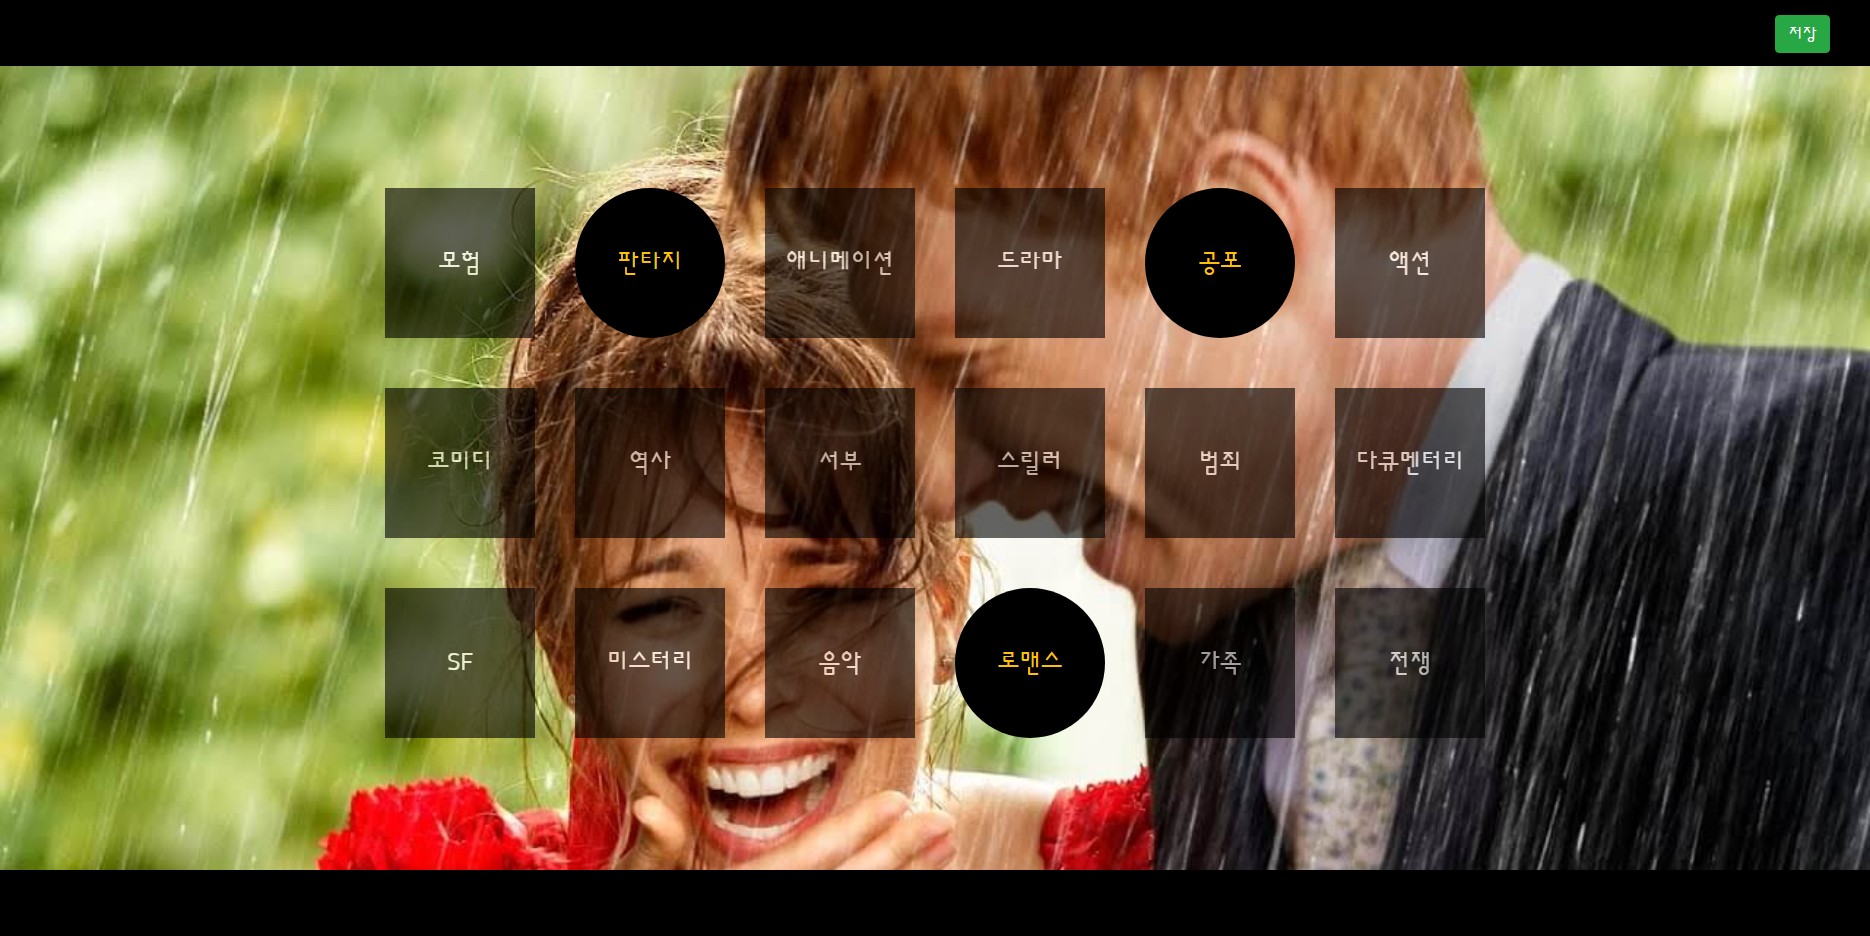 저장
모험
판타지
애니메이션
드라마
공포
액션
코미디
역사
서부
스릴러
범죄
다큐멘터리
SF
미스터리
음악
로맨스
가족
전쟁